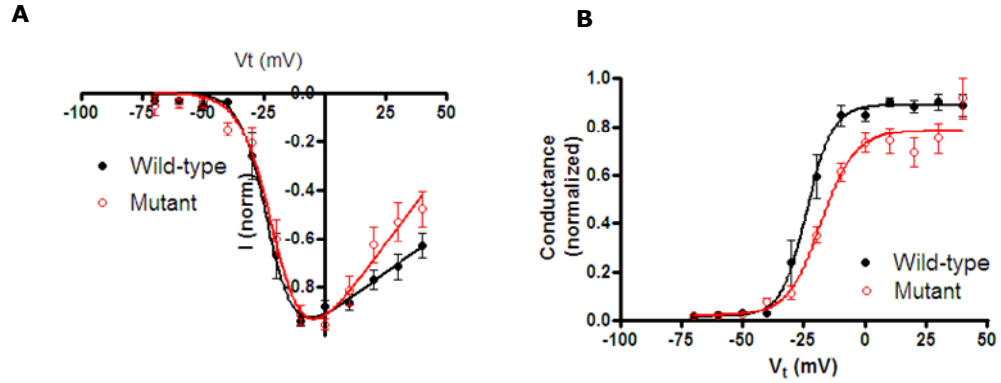 A
Vt (mV)
-100 -75 -50 -25 0.0 25 50
-0.2
-0.4
-0.6
-0.8
I (norm)
Wild-type
Mutant
B
1.0
0.8
0.6
0.4
0.2
0.0
Conductance
(normalized)
Wild-type
Mutant
-100 -75 -50 -25 0 25 50
Vt (mV)